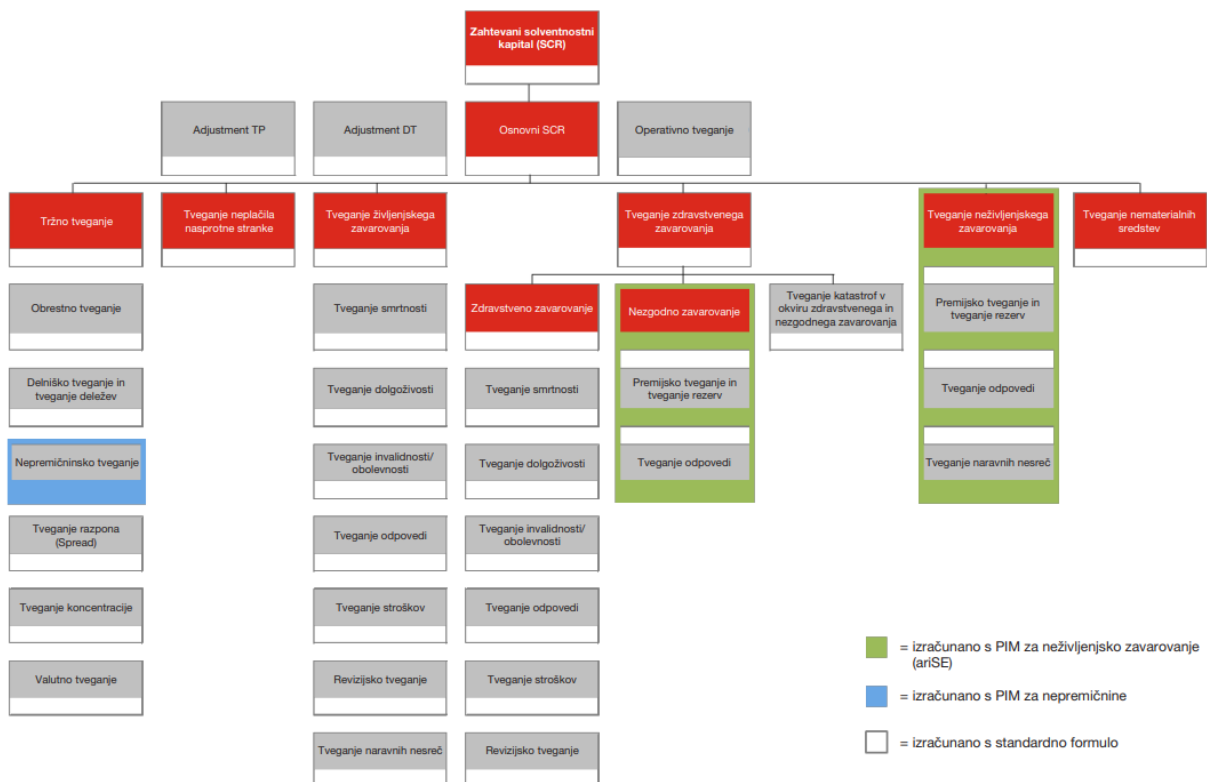 Zahtevani solventnostni
kapital (SCR)
Adjustment TP
Adjustment DT
Osnovni SCR
Operativno tveganje
Tržno tveganje
Tveganje neplačila
nasprotne stranke
Tveganje življenjskega
zavarovanja
Tveganje zdravstvenega
zavarovanja
Tveganje neživljenjskega
zavarovanja
Tveganje nematerialnih
sredstev
Obrestno tveganje
Delniško tveganje in
tveganje deležev
Nepremičninsko tveganje
Tveganje razpona
(Spread)
Tveganje koncentracije
Valutno tveganje
Tveganje smrtnosti
Tveganje dolgoživosti
Tveganje invalidnosti/
obolevnosti
Tveganje odpovedi
Tveganje stroškov
Revizijsko tveganje
Tveganje naravnih nesreč
Zdravstveno zavarovanje
Tveganje smrtnosti
Tveganje dolgoživosti
Tveganje invalidnosti/
obolevnosti
Tveganje odpovedi
Tveganje stroškov
Revizijsko tveganje
Nezgodno zavarovanje
Premijsko tveganje in
tveganje rezerv
Tveganje odpovedi
Tveganje katastrof v
okviru zdravstvenega in
nezgodnega zavarovanja
Premijsko tveganje in
tveganje rezerv
Tveganje odpovedi
Tveganje naravnih nesreč
= izračunano s PIM za neživljenjsko zavarovanje
(ariSE)
= izračunano s PIM za nepremičnine
= izračunano s standardno formulo